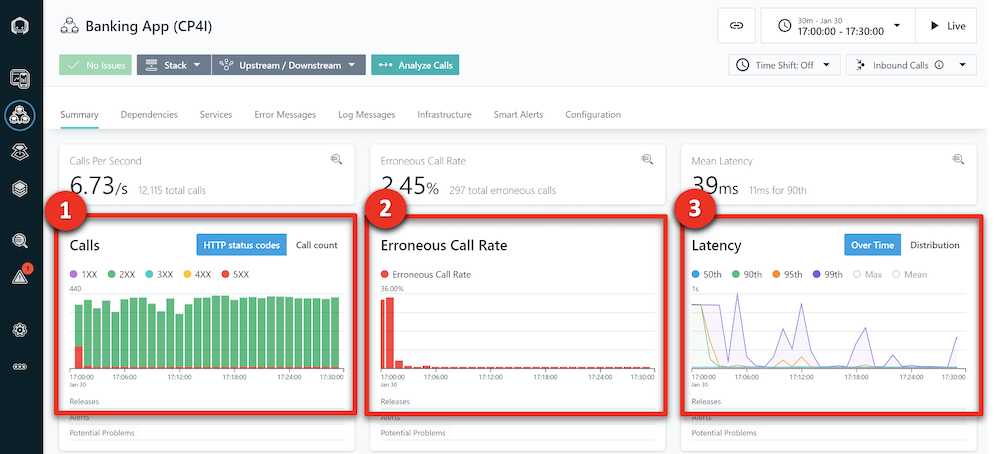 Banking App (CP4I)
30m - Jan 30
17:00:00 - 17:30:00
Live
No Issues
Stack
Upstream / Downstream
Analyze Calls
Time Shift: Off
Inbound Calls
Summary
Dependencies
Services
Error Messages
Log Messages
Infrastructure
Smart Alerts
Configuration
Calls Per Second
6.73/s 12,115 total calls
Erroneous Call Rate
2.45% 297 total erroneous calls
Mean Latency
39ms 11ms for 90th
1
Calls
HTTP status codes
Call count
1XX 2XX 3XX 4XX 5XX
440
17:00:00 17:06:00 17:12:00 17:18:00 17:24:00 17:30:00
Jan 30
Releases
Alerts
Potential Problems
2
Erroneous Call Rate
Erroneous Call Rate
36.00%
17:00:00 17:06:00 17:12:00 17:18:00 17:24:00 17:30:00
Jan 30
Releases
Alerts
Potential Problems
3
Latency
Over Time
Distribution
50th 90th 95th 99th Max Mean
1s
17:00:00 17:06:00 17:12:00 17:18:00 17:24:00 17:30:00
Jan 30
Releases
Alerts
Potential Problems
1